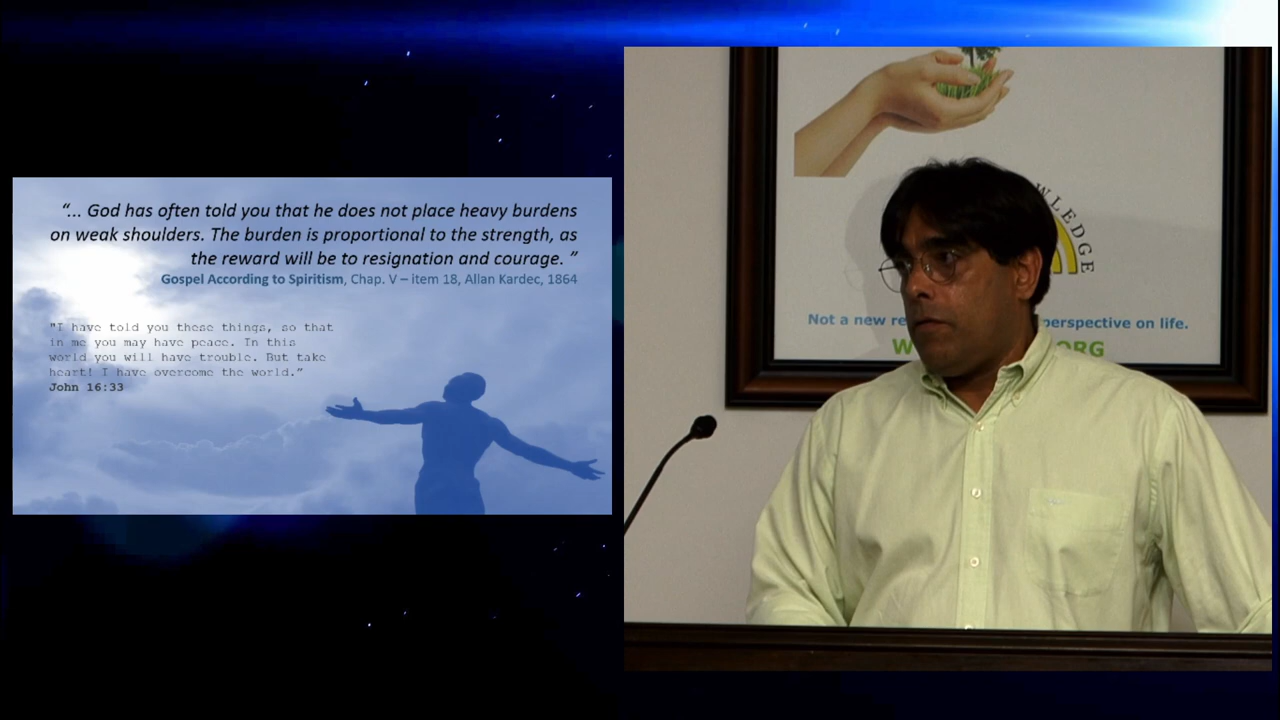 “... God has often told you that he does not place heavy burdens
on weak shoulders. The burden is proportional to the strength, as
the reward will be to resignation and courage. ”
Gospel According to Spiritism, Chap. V – item 18, Allan Kardec, 1864
"I have told you these things, so that
in me you may have peace. In this
world you will have trouble. But take
heart! I have overcome the world.”
John 16:33
WLEDGE
Not a new re perspective on life.
W .ORG